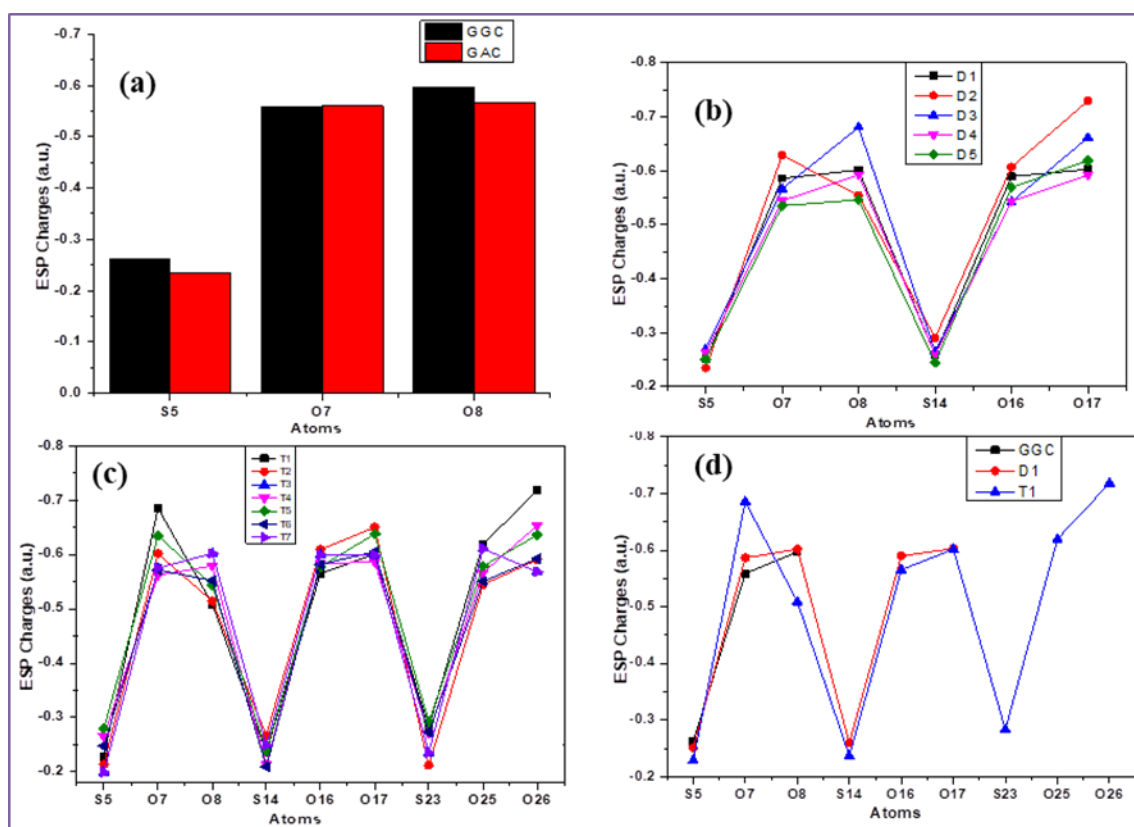 (a)
GGC
GAC
ESP Charges (a.u.)
-0.7
-0.6
-0.5
-0.4
-0.3
-0.2
-0.1
0.0
S5 O7 O8
Atoms
(b)
D1
D2
D3
D4
D5
ESP Charges (a.u.)
-0.8
-0.7
-0.6
-0.5
-0.4
-0.3
-0.2
S5 O7 O8 S14 O16 O17
Atoms
(c)
T1
T2
T3
T4
T5
T6
T7
ESP Charges (a.u.)
-0.8
-0.7
-0.6
-0.5
-0.4
-0.3
-0.2
S5 O7 O8 S14 O16 O17 S23 O25 O26
Atoms
(d)
GGC
D1
T1
ESP Charges (a.u.)
-0.8
-0.7
-0.6
-0.5
-0.4
-0.3
-0.2
S5 O7 O8 S14 O16 O17 S23 O25 O26
Atoms